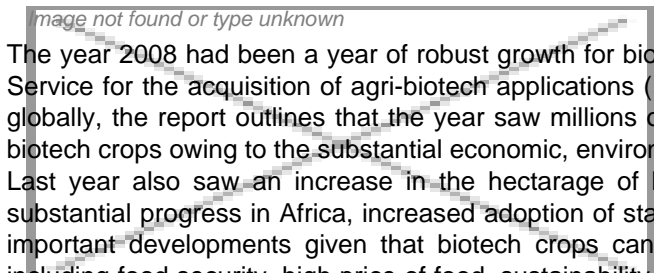 Image not found or type unknown
The year 2008 had been a year of robust growth for bio
Service for the acquisition of agri-biotech applications (
globally, the report outlines that the year saw millions o
biotech crops owing to the substantial economic, enviro
Last year also saw an increase in the hectarage of
substantial progress in Africa, increased adoption of sta
important developments given that biotech crops can
including food security, high price of food, sustainability